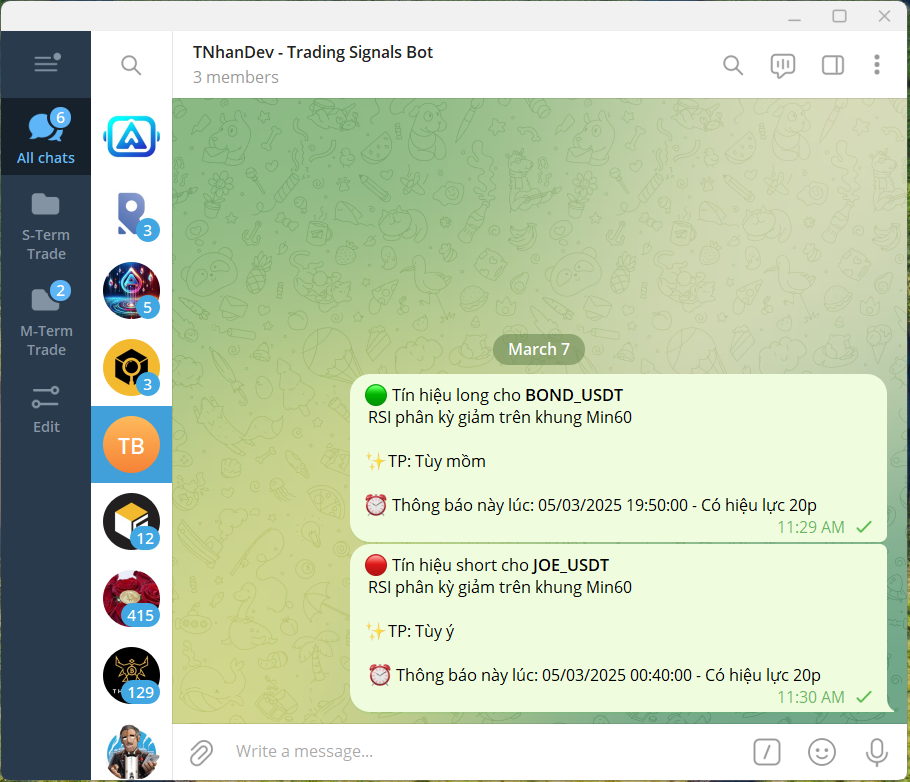 TNhanDev - Trading Signals Bot
3 members
6
All chats
S-Term
Trade
2
M-Term
Trade
Edit
3
5
3
TB
12
415
129
March 7
Tín hiệu long cho BOND_USDT
RSI phân kỳ giảm trên khung Min60
✨TP: Tùy mồm
⏰ Thông báo này lúc: 05/03/2025 19:50:00 - Có hiệu lực 20p
11:29 AM
Tín hiệu short cho JOE_USDT
RSI phân kỳ giảm trên khung Min60
✨TP: Tùy ý
⏰ Thông báo này lúc: 05/03/2025 00:40:00 - Có hiệu lực 20p
11:30 AM
Write a message...